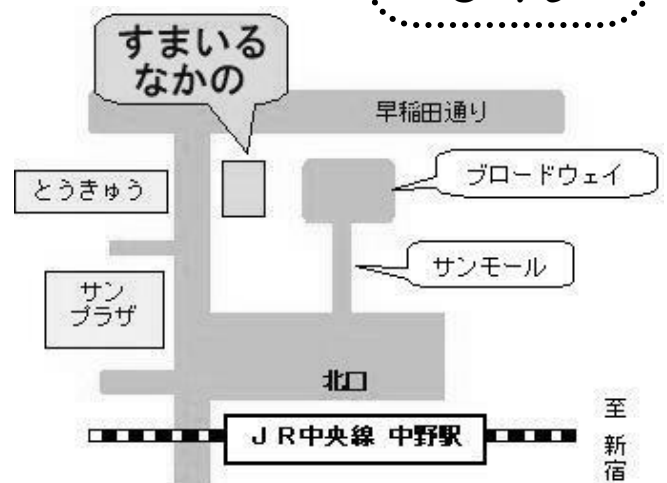 すまいる
なかの
早稲田通り
とうきゅう
ブロードウェイ
サンモール
サン
プラザ
北口
ＪＲ中央線 中野駅
至
新
宿